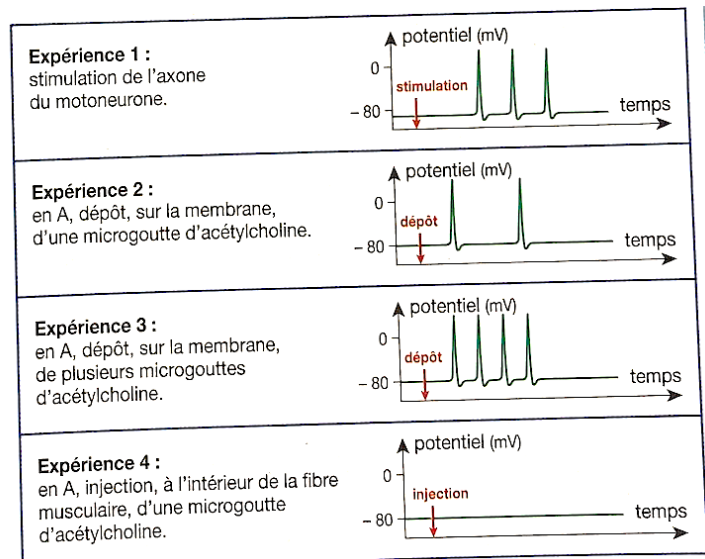 Expérience 1 :
stimulation de l'axone
du motoneurone.
potentiel (mV)
0
stimulation
– 80
temps
Expérience 2 :
en A, dépôt, sur la membrane,
d'une microgoutte d'acétylcholine.
potentiel (mV)
0
dépôt
– 80
temps
Expérience 3 :
en A, dépôt, sur la membrane,
de plusieurs microgouttes
d'acétylcholine.
potentiel (mV)
0
dépôt
– 80
temps
Expérience 4 :
en A, injection, à l'intérieur de la fibre
musculaire, d'une microgoutte
d'acétylcholine.
potentiel (mV)
0
injection
– 80
temps